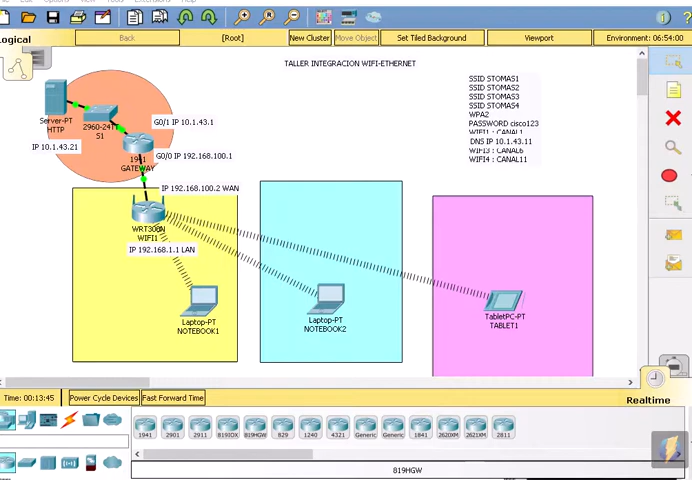 Logical
Back
[Root]
New Cluster
Move Object
Set Tiled Background
Viewport
Environment: 06:54:00
TALLER INTEGRACION WIFI-ETHERNET
SSID STOMAS1
SSID STOMAS2
SSID STOMAS3
SSID STOMAS4
WPA2
PASSWORD cisco123
WIFI1 : CANAL1
DNS IP 10.1.43.11
WIFI3 : CANAL6
WIFI4 : CANAL11
Server-PT
HTTP
2960-24TT
S1
G0/1 IP 10.1.43.1
IP 10.1.43.21
1941
GATEWAY
G0/0 IP 192.168.100.1
IP 192.168.100.2 WAN
WRT300N
WIFI1
IP 192.168.1.1 LAN
Laptop-PT
NOTEBOOK1
Laptop-PT
NOTEBOOK2
TabletPC-PT
TABLET1
Time: 00:13:45
Power Cycle Devices
Fast Forward Time
Realtime
1941
2901
2911
819IOX
819HGW
829
1240
4321
Generic
Generic
1841
2620XM
2621XM
2811
819HGW